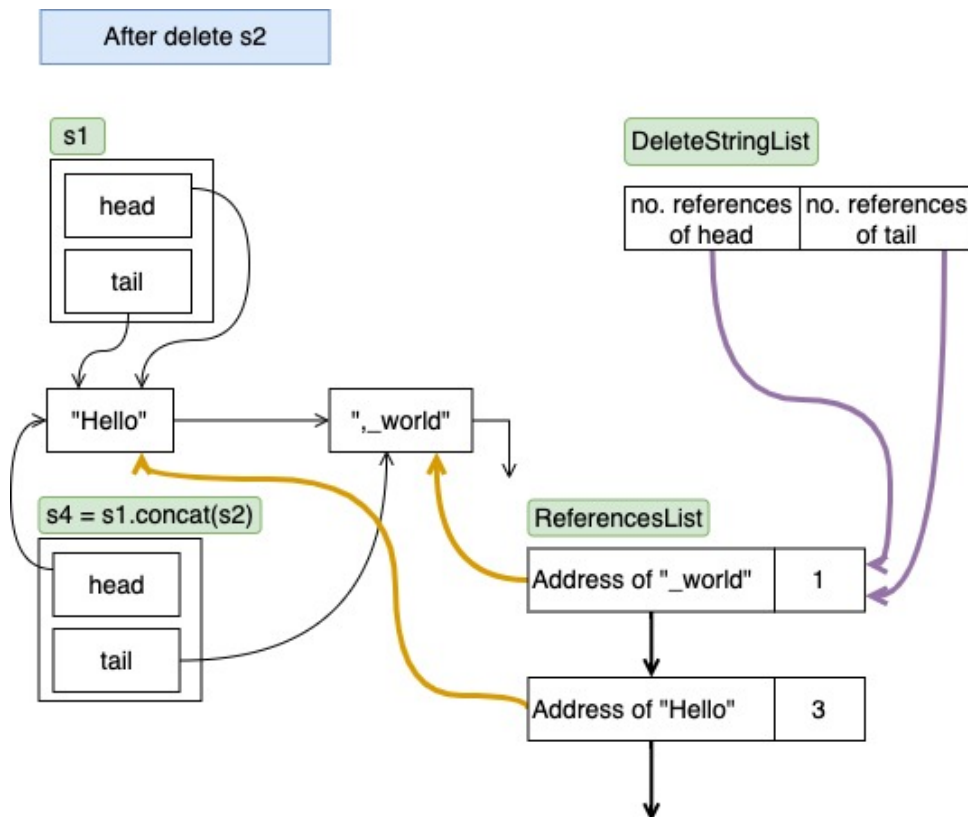 After delete s2
s1
head
tail
DeleteStringList
no. references
of head
no. references
of tail
"Hello"
",_world"
s4 = s1.concat(s2)
head
tail
ReferencesList
Address of "_world"
1
Address of "Hello"
3